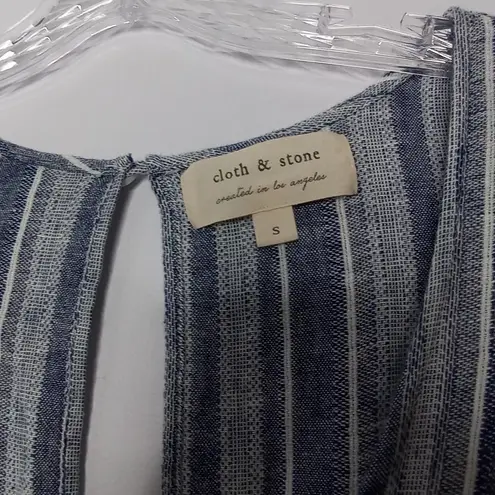 cloth & stone
created in los angeles
S